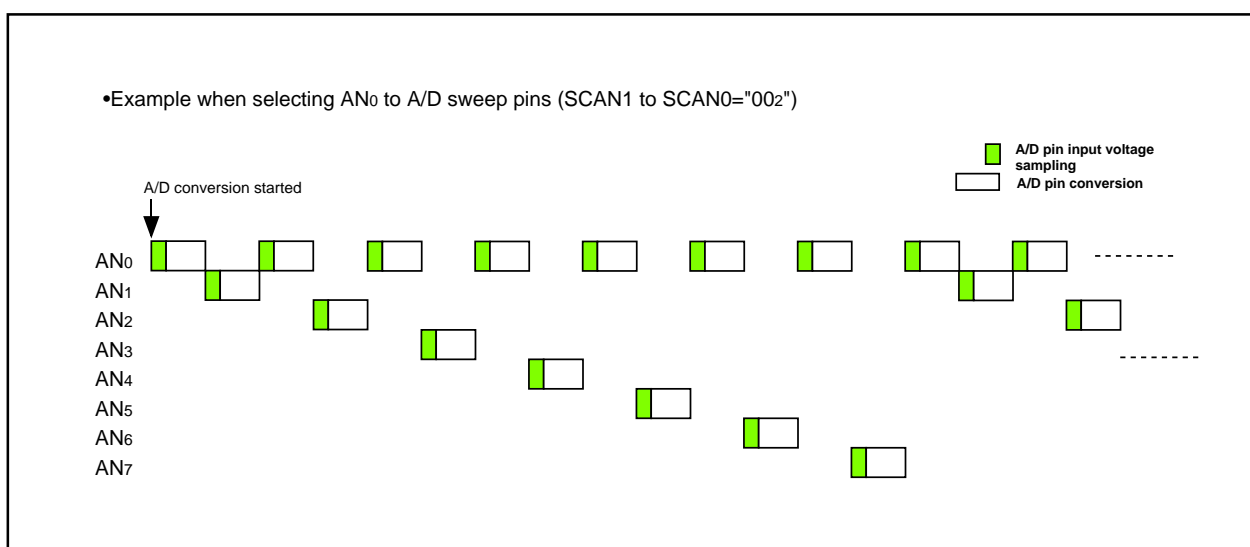 •Example when selecting AN0 to A/D sweep pins (SCAN1 to SCAN0="002")
A/D pin input voltage
sampling
A/D pin conversion
A/D conversion started
AN0
AN1
AN2
AN3
AN4
AN5
AN6
AN7